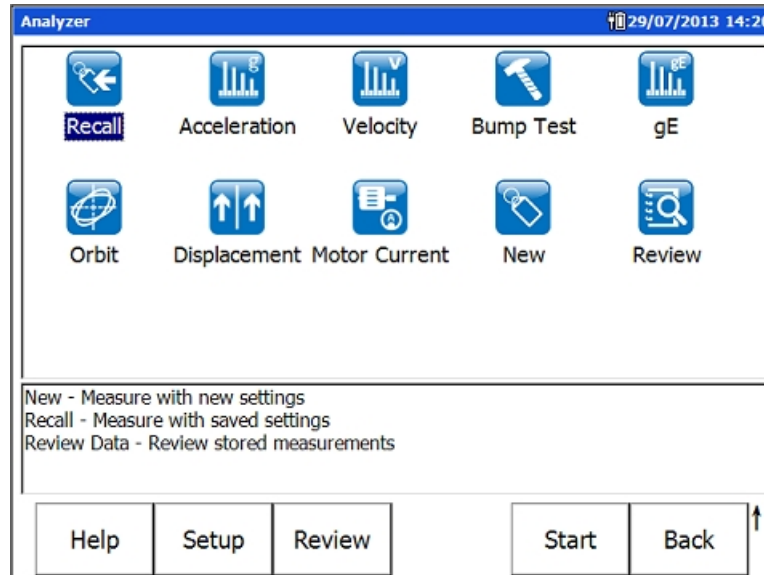 Analyzer 29/07/2013 14:20
g V gE
Recall Acceleration Velocity Bump Test gE
A
Orbit Displacement Motor Current New Review
New - Measure with new settings
Recall - Measure with saved settings
Review Data - Review stored measurements
Help Setup Review Start Back